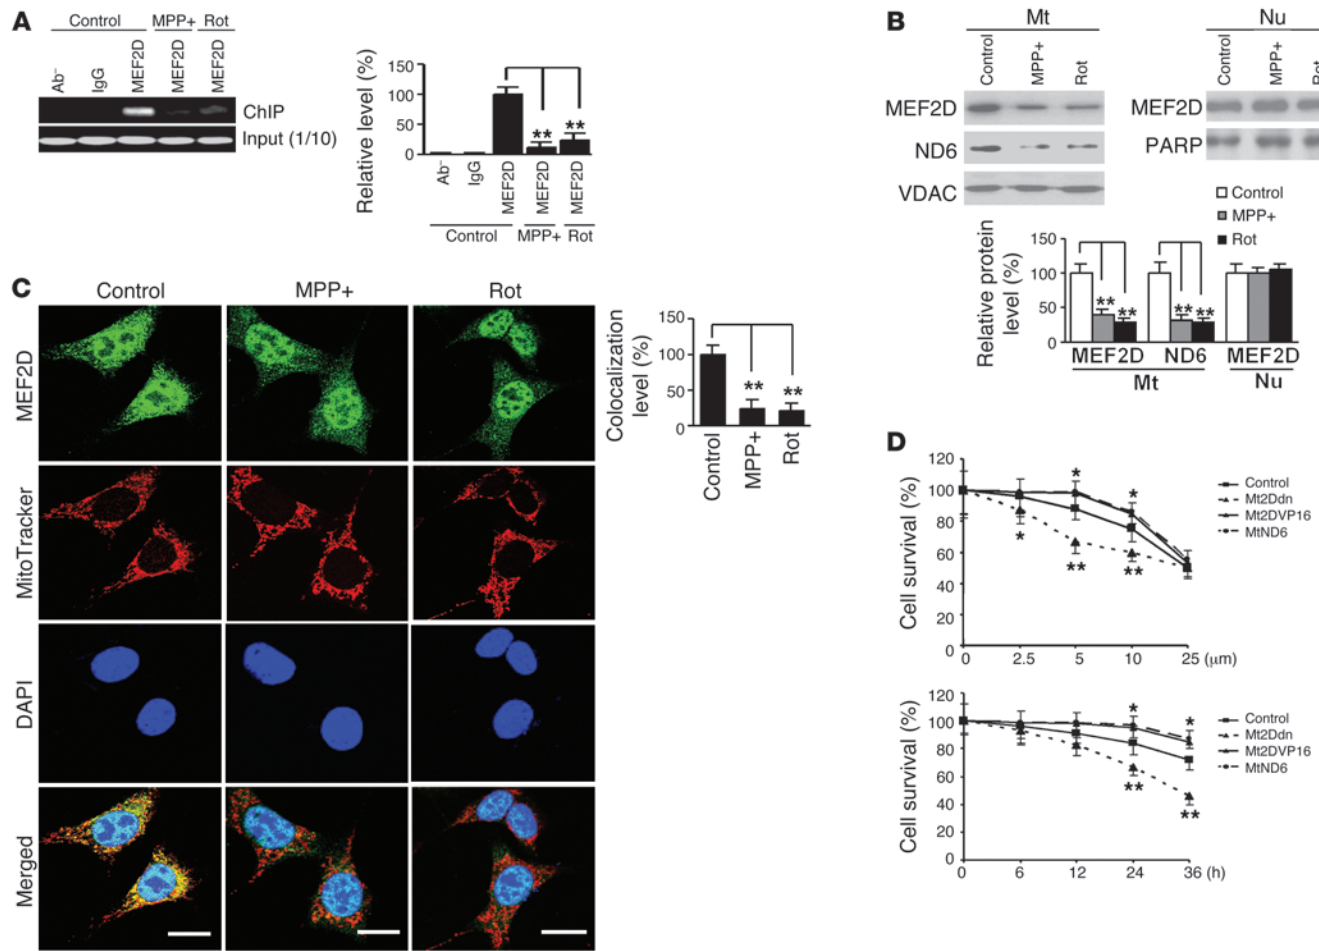 A
Control
MPP+
Rot
Ab⁻
IgG
MEF2D
MEF2D
MEF2D
ChIP
Input (1/10)
Relative level (%)
150
100
50
0
Ab⁻
IgG
MEF2D
MEF2D
MEF2D
**
**
Control
MPP+
Rot
B
Mt
Nu
Control
MPP+
Rot
Control
MPP+
Rot
MEF2D
ND6
VDAC
MEF2D
PARP
Control
MPP+
Rot
Relative protein
level (%)
150
100
50
0
**
**
**
**
MEF2D
ND6
MEF2D
Mt
Nu
C
Control
MPP+
Rot
MEF2D
MitoTracker
DAPI
Merged
Colocalization
level (%)
150
100
50
0
**
**
Control
MPP+
Rot
D
Cell survival (%)
120
100
80
60
40
20
0
*
*
*
**
**
0
2.5
5
10
25 (μm)
Control
Mt2Ddn
Mt2DVP16
MtND6
Cell survival (%)
120
100
80
60
40
20
0
*
*
**
**
0
6
12
24
36 (h)
Control
Mt2Ddn
Mt2DVP16
MtND6